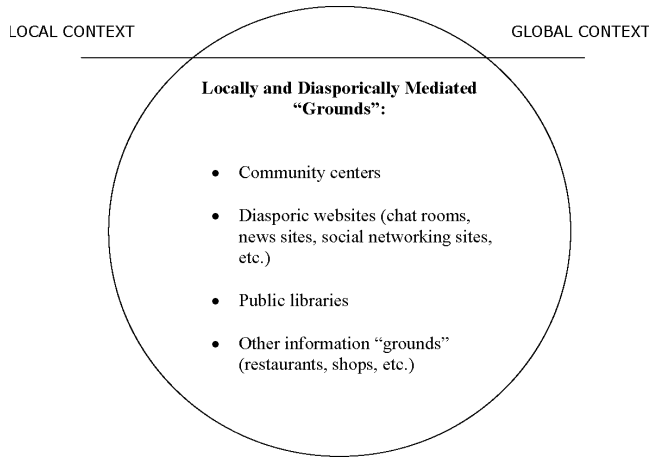 LOCAL CONTEXT
GLOBAL CONTEXT
Locally and Diasporically Mediated
“Grounds”:
• Community centers
• Diasporic websites (chat rooms,
news sites, social networking sites,
etc.)
• Public libraries
• Other information “grounds”
(restaurants, shops, etc.)